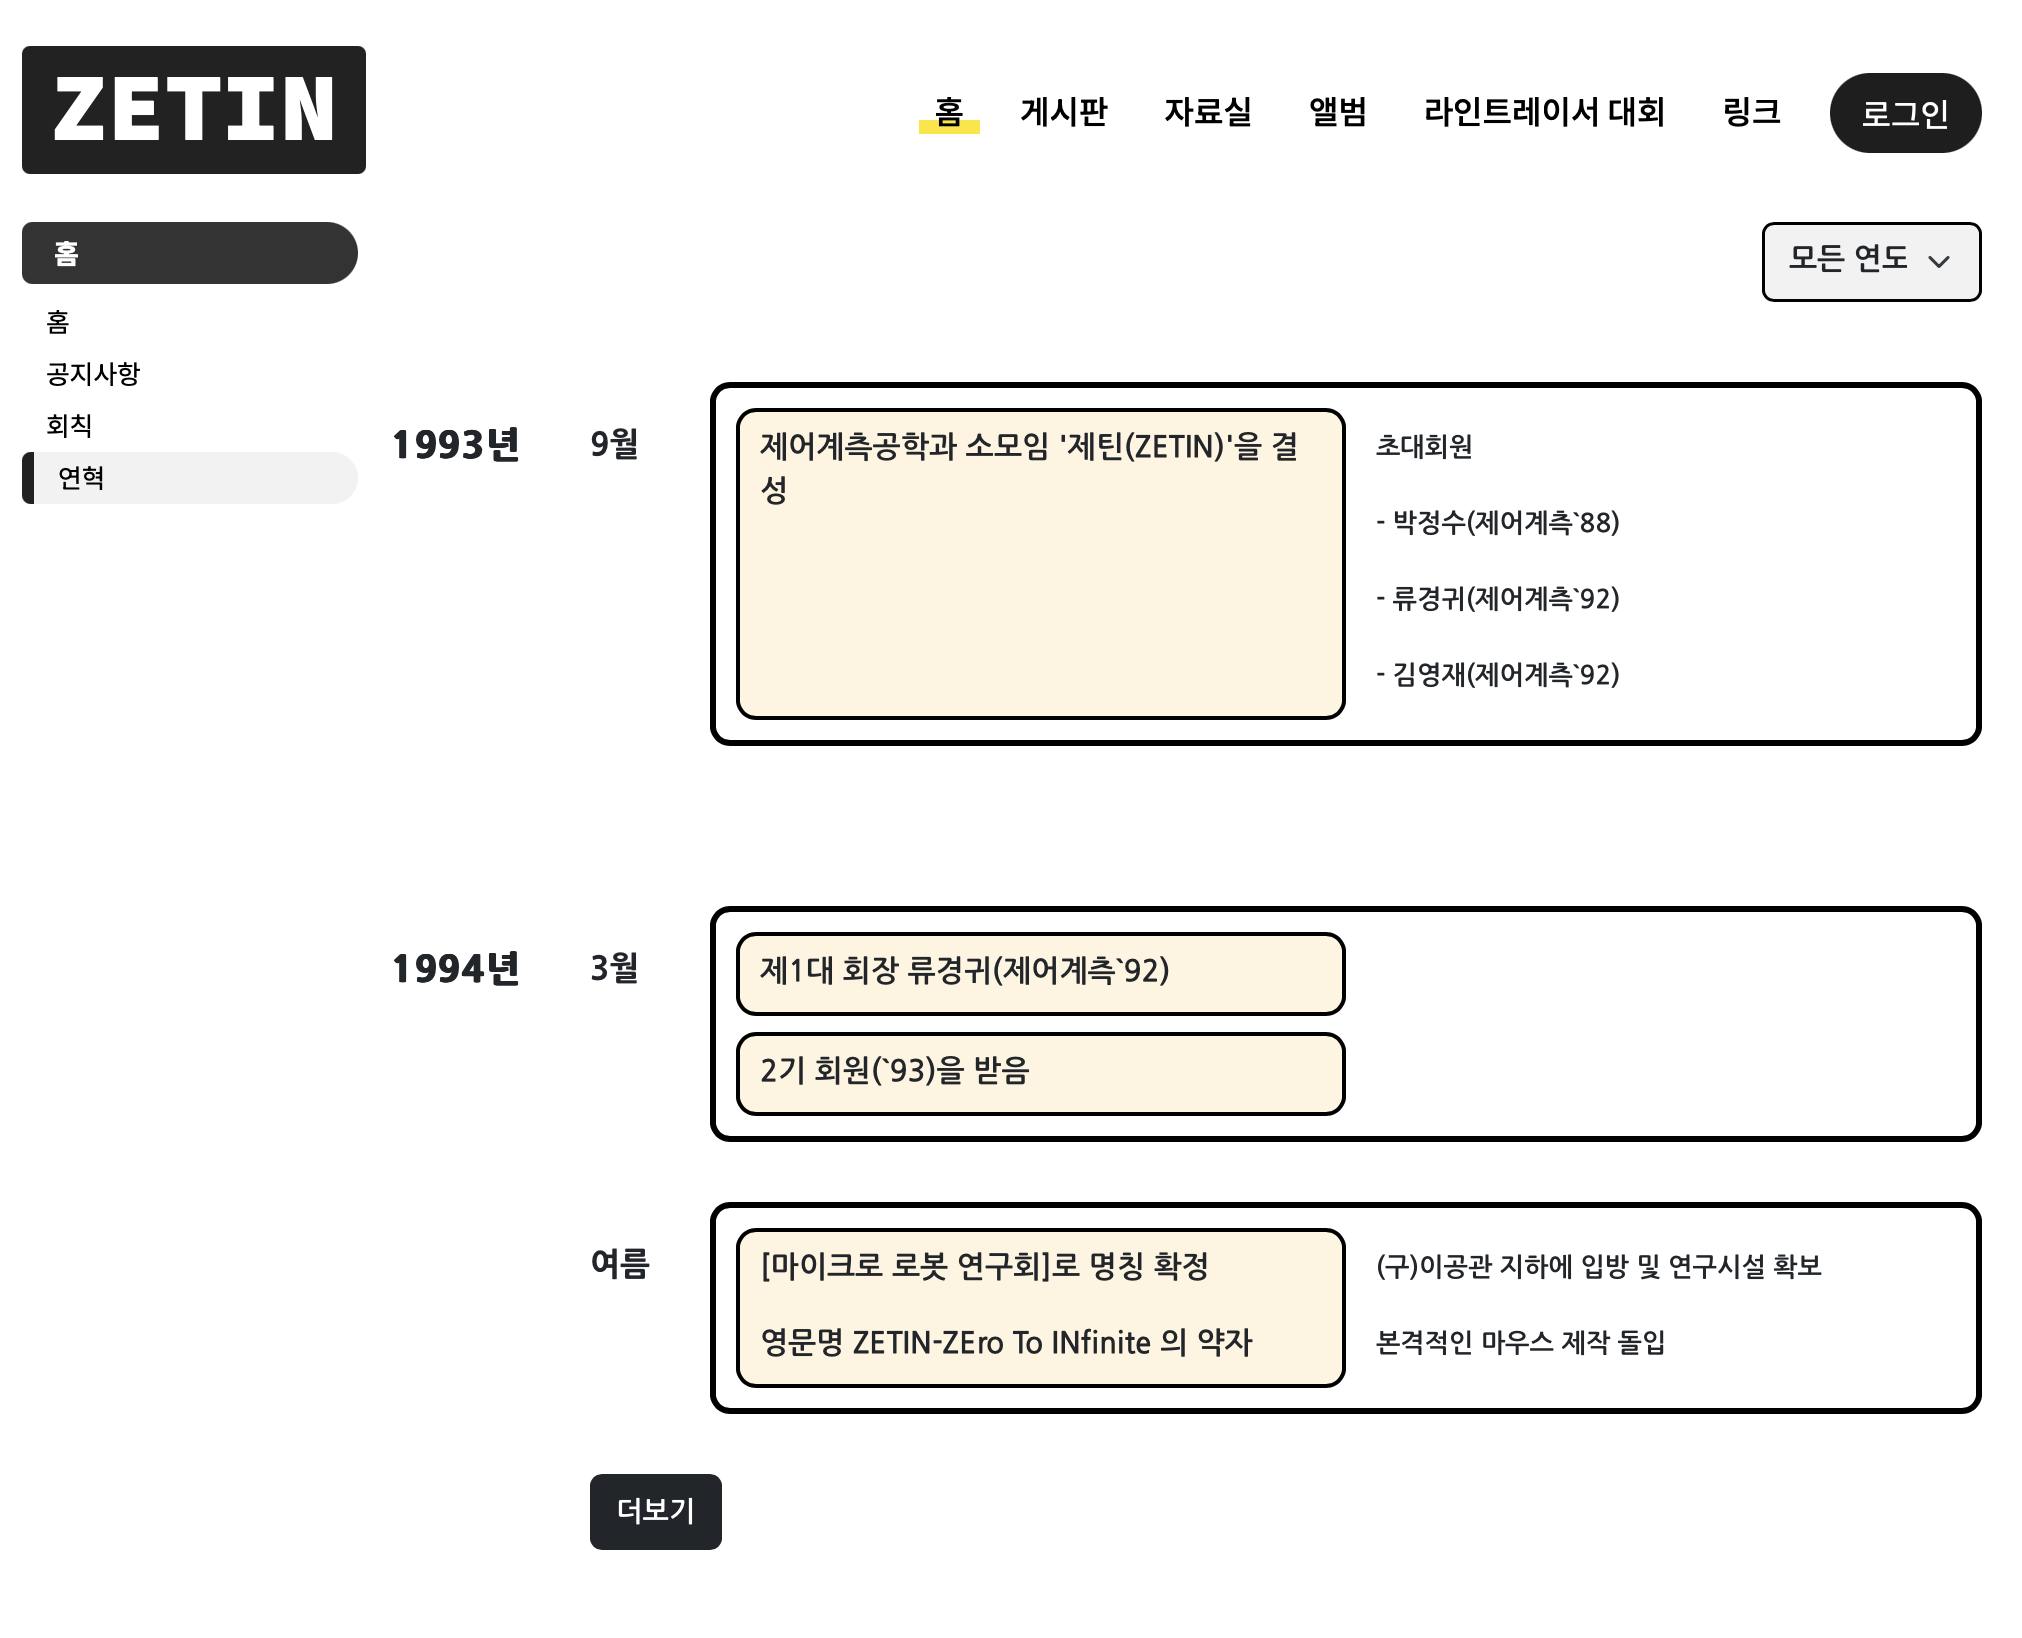 ZETIN
홈 게시판 자료실 앨범 라인트레이서 대회 링크 로그인
홈
홈
공지사항
회칙
연혁
모든 연도
1993년
9월
제어계측공학과 소모임 '제틴(ZETIN)'을 결
성
초대회원
- 박정수(제어계측`88)
- 류경귀(제어계측`92)
- 김영재(제어계측`92)
1994년
3월
제1대 회장 류경귀(제어계측`92)
2기 회원(`93)을 받음
여름
[마이크로 로봇 연구회]로 명칭 확정
영문명 ZETIN-ZEro To INfinite 의 약자
(구)이공관 지하에 입방 및 연구시설 확보
본격적인 마우스 제작 돌입
더보기